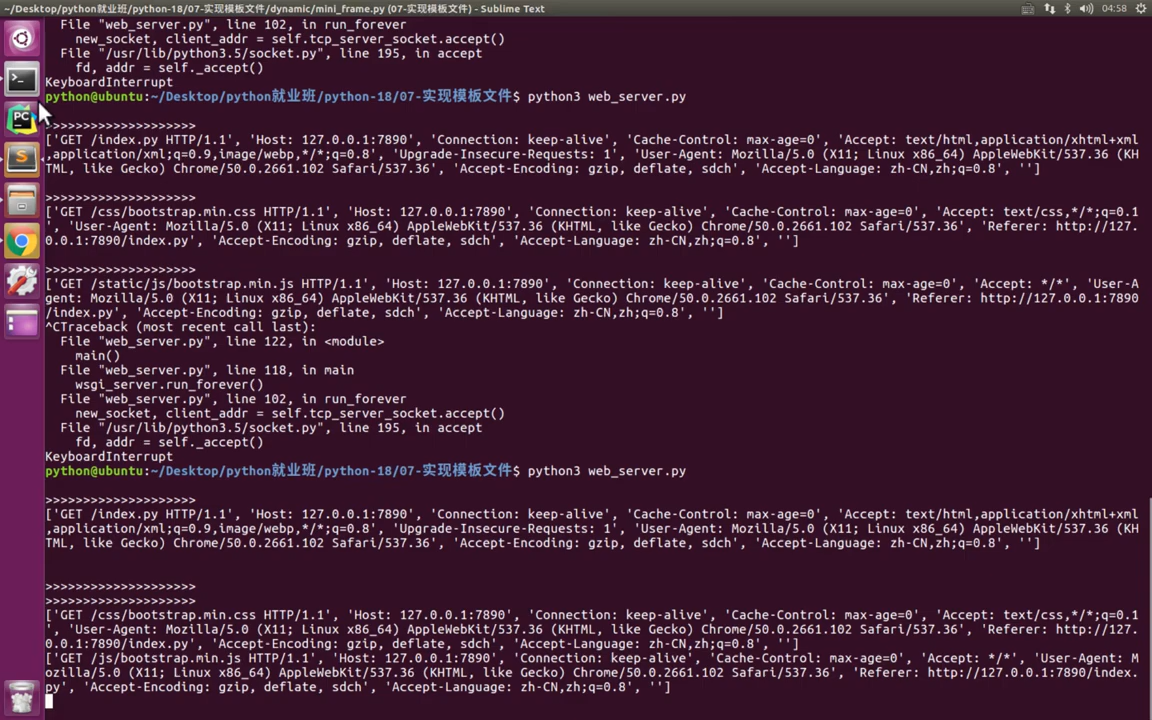 ~/Desktop/python就业班/python-18/07-实现模板文件/dynamic/mini_frame.py (07-实现模板文件) - Sublime Text
04:58
File "web_server.py", line 102, in run_forever
new_socket, client_addr = self.tcp_server_socket.accept()
File "/usr/lib/python3.5/socket.py", line 195, in accept
fd, addr = self._accept()
KeyboardInterrupt
python@ubuntu:~/Desktop/python就业班/python-18/07-实现模板文件$ python3 web_server.py
>>>>>>>>>>>>>>>>>>>>
['GET /index.py HTTP/1.1', 'Host: 127.0.0.1:7890', 'Connection: keep-alive', 'Cache-Control: max-age=0', 'Accept: text/html,application/xhtml+xml
,application/xml;q=0.9,image/webp,*/*;q=0.8', 'Upgrade-Insecure-Requests: 1', 'User-Agent: Mozilla/5.0 (X11; Linux x86_64) AppleWebKit/537.36 (KH
TML, like Gecko) Chrome/50.0.2661.102 Safari/537.36', 'Accept-Encoding: gzip, deflate, sdch', 'Accept-Language: zh-CN,zh;q=0.8', '']
>>>>>>>>>>>>>>>>>>>>
['GET /css/bootstrap.min.css HTTP/1.1', 'Host: 127.0.0.1:7890', 'Connection: keep-alive', 'Cache-Control: max-age=0', 'Accept: text/css,*/*;q=0.1
', 'User-Agent: Mozilla/5.0 (X11; Linux x86_64) AppleWebKit/537.36 (KHTML, like Gecko) Chrome/50.0.2661.102 Safari/537.36', 'Referer: http://127.
0.0.1:7890/index.py', 'Accept-Encoding: gzip, deflate, sdch', 'Accept-Language: zh-CN,zh;q=0.8', '']
>>>>>>>>>>>>>>>>>>>>
['GET /static/js/bootstrap.min.js HTTP/1.1', 'Host: 127.0.0.1:7890', 'Connection: keep-alive', 'Cache-Control: max-age=0', 'Accept: */*', 'User-A
gent: Mozilla/5.0 (X11; Linux x86_64) AppleWebKit/537.36 (KHTML, like Gecko) Chrome/50.0.2661.102 Safari/537.36', 'Referer: http://127.0.0.1:7890
/index.py', 'Accept-Encoding: gzip, deflate, sdch', 'Accept-Language: zh-CN,zh;q=0.8', '']
^CTraceback (most recent call last):
File "web_server.py", line 122, in <module>
main()
File "web_server.py", line 118, in main
wsgi_server.run_forever()
File "web_server.py", line 102, in run_forever
new_socket, client_addr = self.tcp_server_socket.accept()
File "/usr/lib/python3.5/socket.py", line 195, in accept
fd, addr = self._accept()
KeyboardInterrupt
python@ubuntu:~/Desktop/python就业班/python-18/07-实现模板文件$ python3 web_server.py
>>>>>>>>>>>>>>>>>>>>
['GET /index.py HTTP/1.1', 'Host: 127.0.0.1:7890', 'Connection: keep-alive', 'Cache-Control: max-age=0', 'Accept: text/html,application/xhtml+xml
,application/xml;q=0.9,image/webp,*/*;q=0.8', 'Upgrade-Insecure-Requests: 1', 'User-Agent: Mozilla/5.0 (X11; Linux x86_64) AppleWebKit/537.36 (KH
TML, like Gecko) Chrome/50.0.2661.102 Safari/537.36', 'Accept-Encoding: gzip, deflate, sdch', 'Accept-Language: zh-CN,zh;q=0.8', '']
>>>>>>>>>>>>>>>>>>>>
>>>>>>>>>>>>>>>>>>>>
['GET /css/bootstrap.min.css HTTP/1.1', 'Host: 127.0.0.1:7890', 'Connection: keep-alive', 'Cache-Control: max-age=0', 'Accept: text/css,*/*;q=0.1
', 'User-Agent: Mozilla/5.0 (X11; Linux x86_64) AppleWebKit/537.36 (KHTML, like Gecko) Chrome/50.0.2661.102 Safari/537.36', 'Referer: http://127.
0.0.1:7890/index.py', 'Accept-Encoding: gzip, deflate, sdch', 'Accept-Language: zh-CN,zh;q=0.8', '']
['GET /js/bootstrap.min.js HTTP/1.1', 'Host: 127.0.0.1:7890', 'Connection: keep-alive', 'Cache-Control: max-age=0', 'Accept: */*', 'User-Agent: M
ozilla/5.0 (X11; Linux x86_64) AppleWebKit/537.36 (KHTML, like Gecko) Chrome/50.0.2661.102 Safari/537.36', 'Referer: http://127.0.0.1:7890/index.
py', 'Accept-Encoding: gzip, deflate, sdch', 'Accept-Language: zh-CN,zh;q=0.8', '']